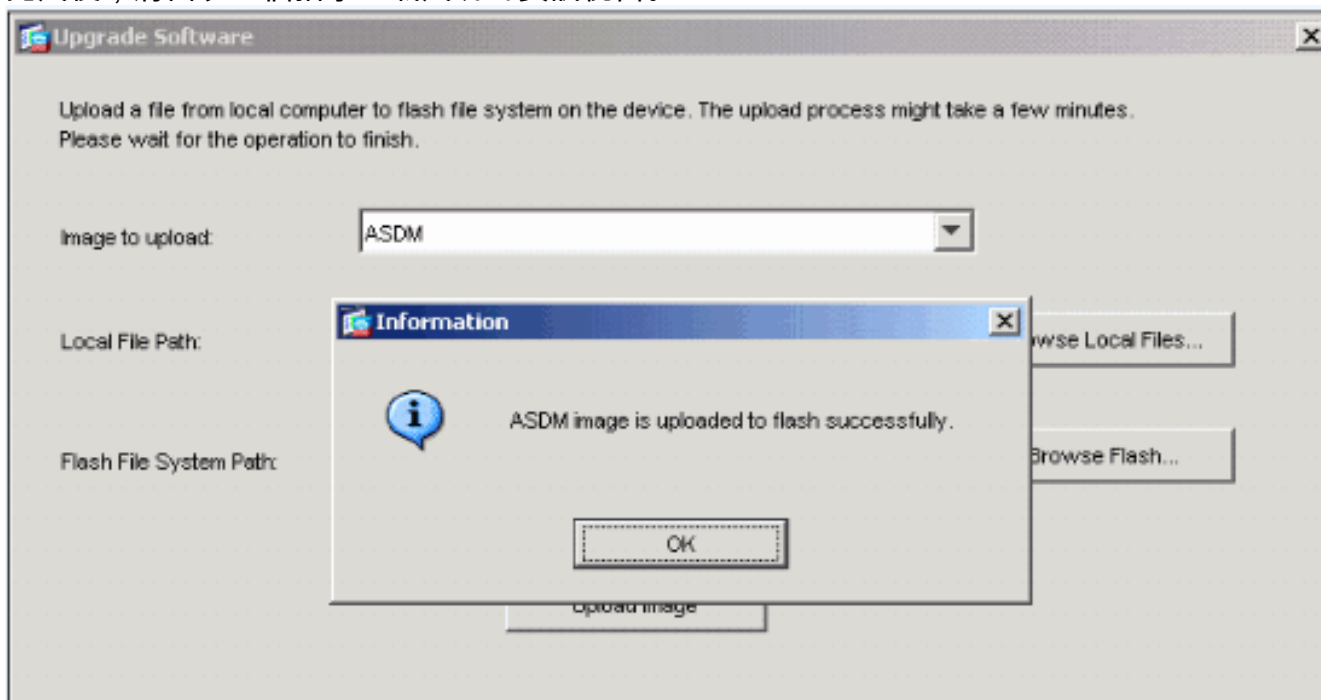 Upgrade Software
Upload a file from local computer to flash file system on the device. The upload process might take a few minutes.
Please wait for the operation to finish.
Image to upload:
ASDM
Local File Path:
Information
wse Local Files...
ASDM image is uploaded to flash successfully.
Flash File System Path:
Browse Flash...
OK
Upload Image